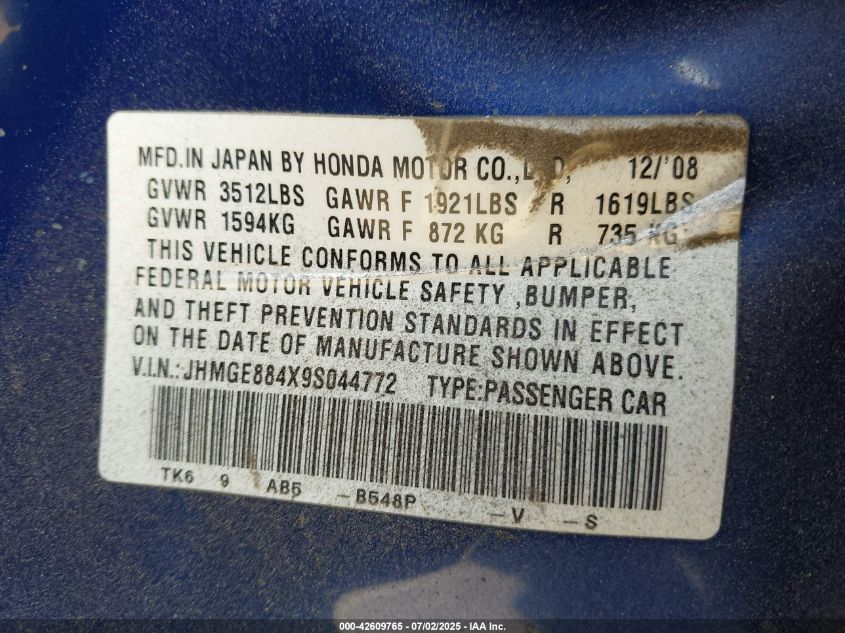 MFD.IN JAPAN BY HONDA MOTOR CO., 12/'08
GVWR 3512LBS GAWR F 1921LBS R 1619LBS
GVWR 1594KG GAWR F 872 KG R 735 KG
THIS VEHICLE CONFORMS TO ALL APPLICABLE
FEDERAL MOTOR VEHICLE SAFETY ,BUMPER,
AND THEFT PREVENTION STANDARDS IN EFFECT
ON THE DATE OF MANUFACTURE SHOWN ABOVE.
V.I.N.:JHMGE884X9S044772 TYPE:PASSENGER CAR
TK6 9 AB5 -B548P -V -S
000-42609765 - 07/02/2025 - IAA Inc.